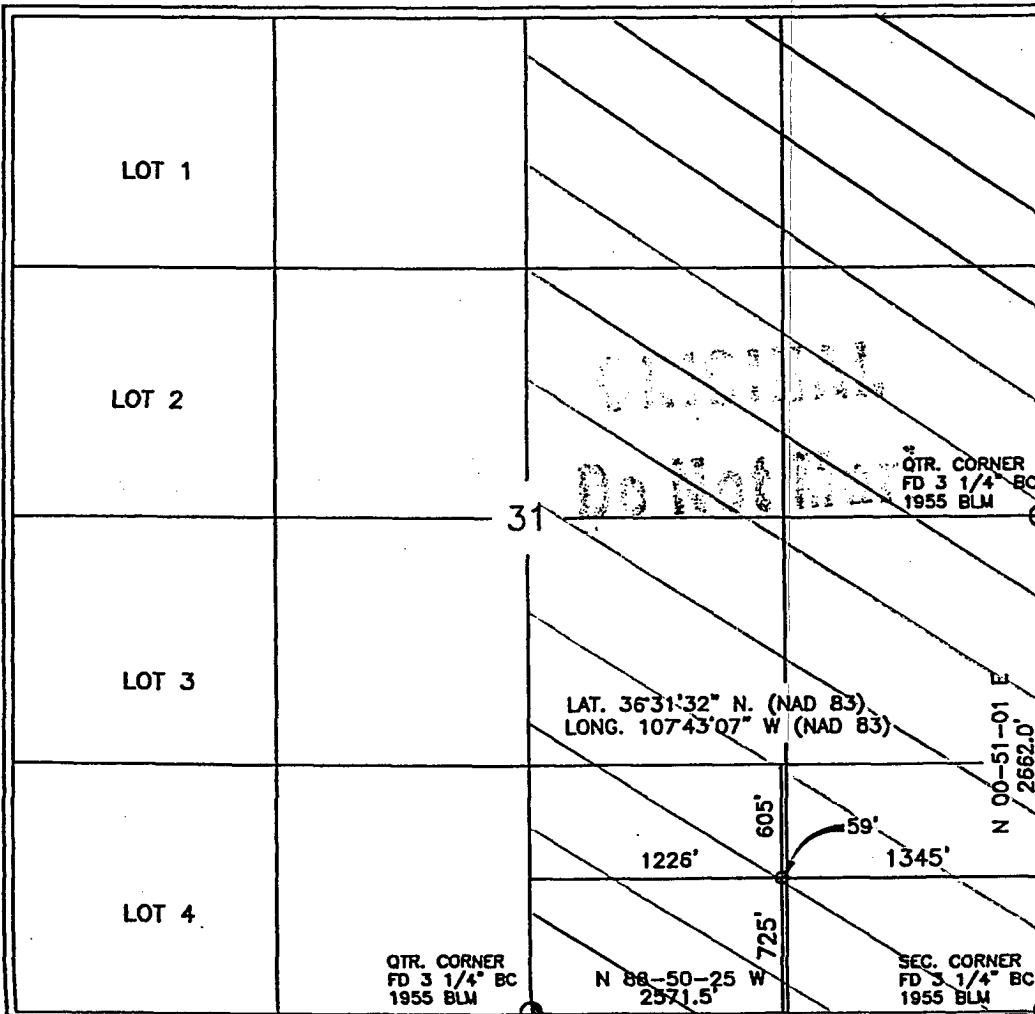 LOT 1
LOT 2
Do Not
QTR. CORNER
FD 3 1/4" BC
1955 BLM
31
LOT 3
LAT. 36°31'32" N. (NAD 83)
LONG. 107°43'07" W (NAD 83)
N 00-51-01 E
2662.0'
605'
59'
1226'
1345'
LOT 4
725'
QTR. CORNER
FD 3 1/4" BC
1955 BLM
N 88-50-25 W
2571.5'
SEC. CORNER
FD 3 1/4" BC
1955 BLM